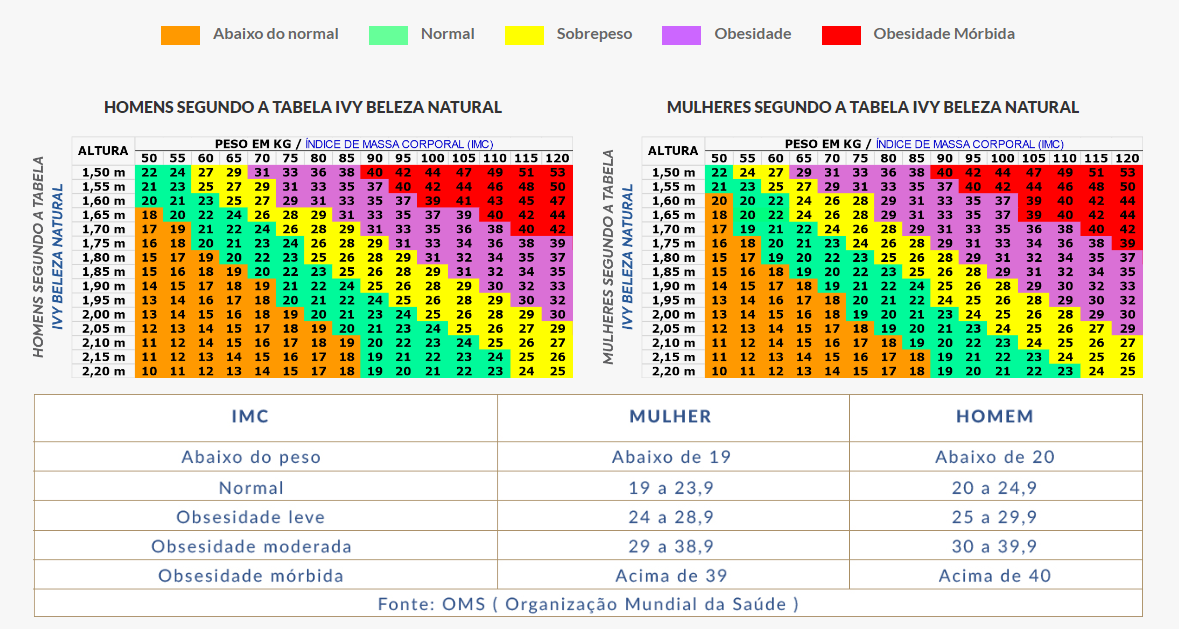 Abaixo do normal Normal Sobrepeso Obesidade Obesidade Mórbida
HOMENS SEGUNDO A TABELA IVY BELEZA NATURAL
HOMENS SEGUNDO A TABELA
IVY BELEZA NATURAL
ALTURA PESO EM KG / ÍNDICE DE MASSA CORPORAL (IMC)
50 55 60 65 70 75 80 85 90 95 100 105 110 115 120
1,50 m 22 24 27 29 31 33 36 38 40 42 44 47 49 51 53
1,55 m 21 23 25 27 29 31 33 35 37 40 42 44 46 48 50
1,60 m 20 21 23 25 27 29 31 33 35 37 39 41 43 45 47
1,65 m 18 20 22 24 26 28 29 31 33 35 37 39 40 42 44
1,70 m 17 19 21 22 24 26 28 29 31 33 35 36 38 40 42
1,75 m 16 18 20 21 23 24 26 28 29 31 33 34 36 38 39
1,80 m 15 17 19 20 22 23 25 26 28 29 31 32 34 35 37
1,85 m 15 16 18 19 20 22 23 25 26 28 29 31 32 34 35
1,90 m 14 15 17 18 19 21 22 24 25 26 28 29 30 32 33
1,95 m 13 14 16 17 18 20 21 22 24 25 26 28 29 30 32
2,00 m 13 14 15 16 18 19 20 21 23 24 25 26 28 29 30
2,05 m 12 13 14 15 17 18 19 20 21 23 24 25 26 27 29
2,10 m 11 12 14 15 16 17 18 19 20 22 23 24 25 26 27
2,15 m 11 12 13 14 15 16 17 18 19 21 22 23 24 25 26
2,20 m 10 11 12 13 14 15 17 18 19 20 21 22 23 24 25
MULHERES SEGUNDO A TABELA IVY BELEZA NATURAL
MULHERES SEGUNDO A TABELA
IVY BELEZA NATURAL
ALTURA PESO EM KG / ÍNDICE DE MASSA CORPORAL (IMC)
50 55 60 65 70 75 80 85 90 95 100 105 110 115 120
1,50 m 22 24 27 29 31 33 36 38 40 42 44 47 49 51 53
1,55 m 21 23 25 27 29 31 33 35 37 40 42 44 46 48 50
1,60 m 20 20 22 24 26 28 29 31 33 35 37 39 40 42 44
1,65 m 18 20 22 24 26 28 29 31 33 35 37 39 40 42 44
1,70 m 17 19 21 22 24 26 28 29 31 33 35 36 38 40 42
1,75 m 16 18 20 21 23 24 26 28 29 31 33 34 36 38 39
1,80 m 15 17 19 20 22 23 25 26 28 29 31 32 34 35 37
1,85 m 15 16 18 19 20 22 23 25 26 28 29 31 32 34 35
1,90 m 14 15 17 18 19 21 22 24 25 26 28 29 30 32 33
1,95 m 13 14 16 17 18 20 21 22 24 25 26 28 29 30 32
2,00 m 13 14 15 16 18 19 20 21 23 24 25 26 28 29 30
2,05 m 12 13 14 15 17 18 19 20 21 23 24 25 26 27 29
2,10 m 11 12 14 15 16 17 18 19 20 22 23 24 25 26 27
2,15 m 11 12 13 14 15 16 17 18 19 21 22 23 24 25 26
2,20 m 10 11 12 13 14 15 17 18 19 20 21 22 23 24 25
IMC MULHER HOMEM
Abaixo do peso Abaixo de 19 Abaixo de 20
Normal 19 a 23,9 20 a 24,9
Obsesidade leve 24 a 28,9 25 a 29,9
Obsesidade moderada 29 a 38,9 30 a 39,9
Obsesidade mórbida Acima de 39 Acima de 40
Fonte: OMS ( Organização Mundial da Saúde )